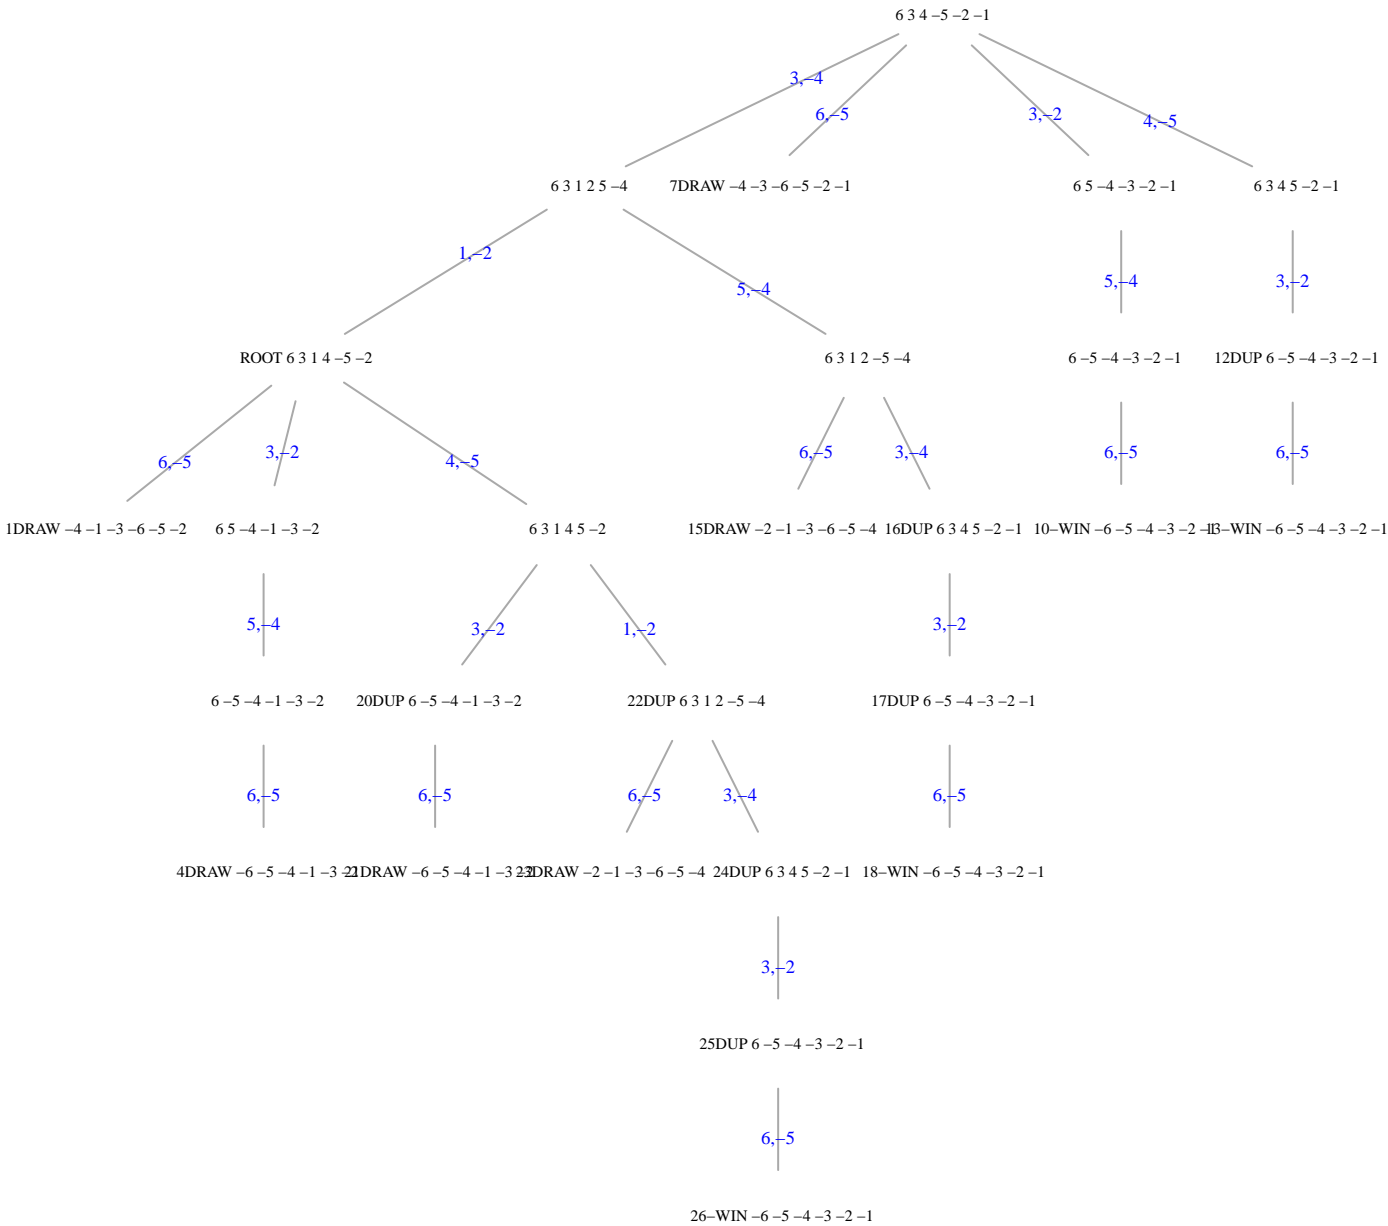 6 3 4 –5 –2 –1
3,–4
6,–5
3,–2
4,–5
6 3 1 2 5 –4
7DRAW –4 –3 –6 –5 –2 –1
6 5 –4 –3 –2 –1
6 3 4 5 –2 –1
1,–2
5,–4
5,–4
3,–2
ROOT 6 3 1 4 –5 –2
6 3 1 2 –5 –4
6 –5 –4 –3 –2 –1
12DUP 6 –5 –4 –3 –2 –1
6,–5
3,–2
4,–5
6,–5
3,–4
6,–5
6,–5
1DRAW –4 –1 –3 –6 –5 –2
6 5 –4 –1 –3 –2
6 3 1 4 5 –2
15DRAW –2 –1 –3 –6 –5 –4
16DUP 6 3 4 5 –2 –1
10–WIN –6 –5 –4 –3 –2 –1
13–WIN –6 –5 –4 –3 –2 –1
5,–4
3,–2
1,–2
3,–2
6 –5 –4 –1 –3 –2
20DUP 6 –5 –4 –1 –3 –2
22DUP 6 3 1 2 –5 –4
17DUP 6 –5 –4 –3 –2 –1
6,–5
6,–5
6,–5
3,–4
6,–5
4DRAW –6 –5 –4 –1 –3 –2
21DRAW –6 –5 –4 –1 –3 –2
23DRAW –2 –1 –3 –6 –5 –4
24DUP 6 3 4 5 –2 –1
18–WIN –6 –5 –4 –3 –2 –1
3,–2
25DUP 6 –5 –4 –3 –2 –1
6,–5
26–WIN –6 –5 –4 –3 –2 –1